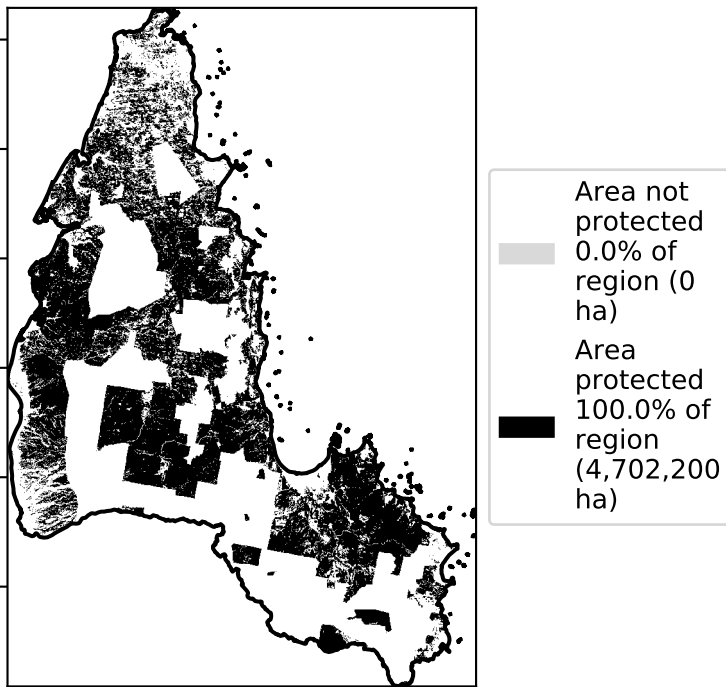 Area not
protected
0.0% of
region (0
ha)
Area
protected
100.0% of
region
(4,702,200
ha)